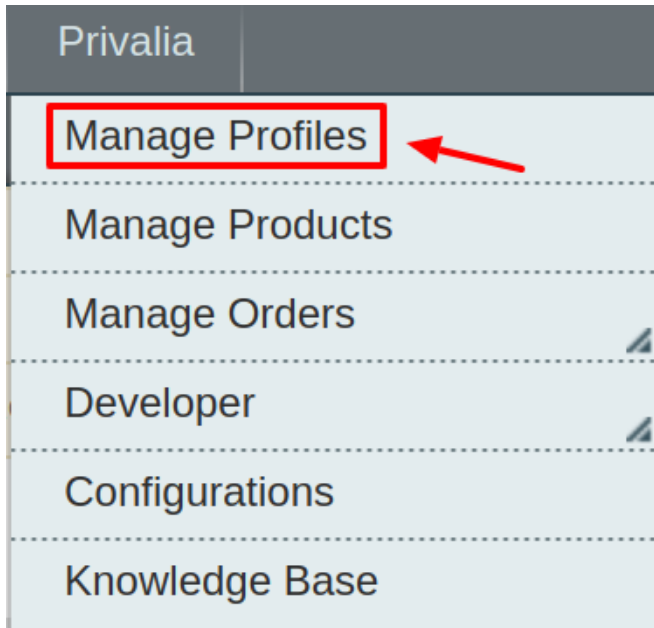 Privalia
Manage Profiles
Manage Products
Manage Orders
Developer
Configurations
Knowledge Base